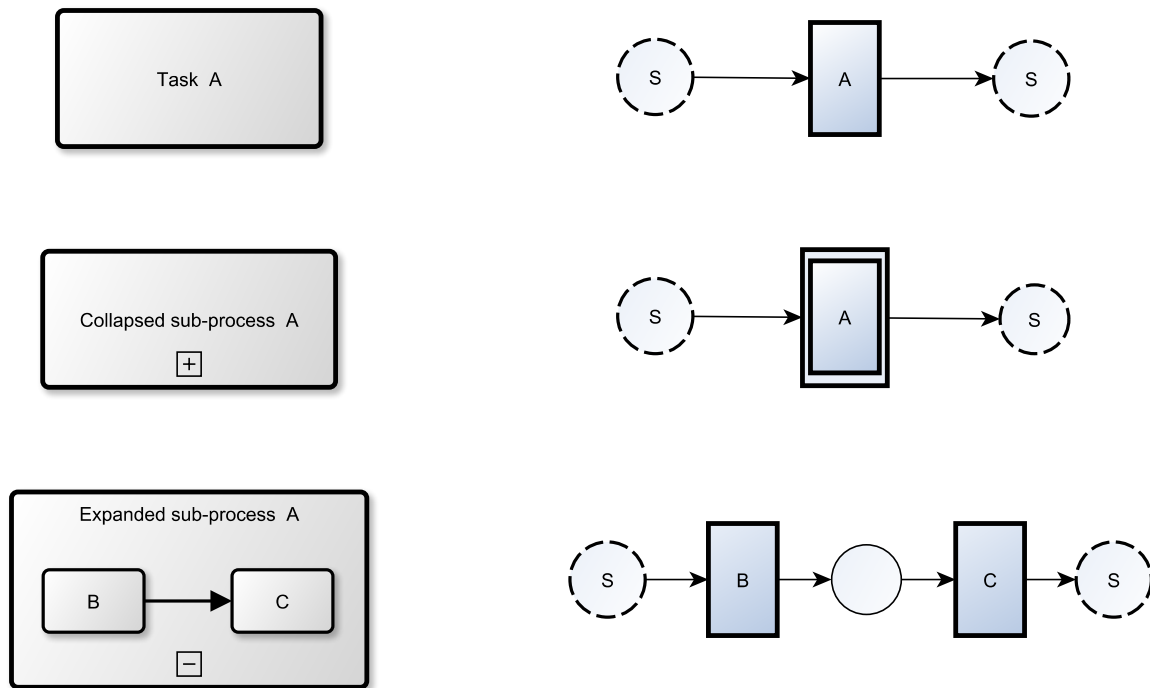 Task A
S
A
S
Collapsed sub-process A
+
S
A
S
Expanded sub-process A
B
C
−
S
B
C
S